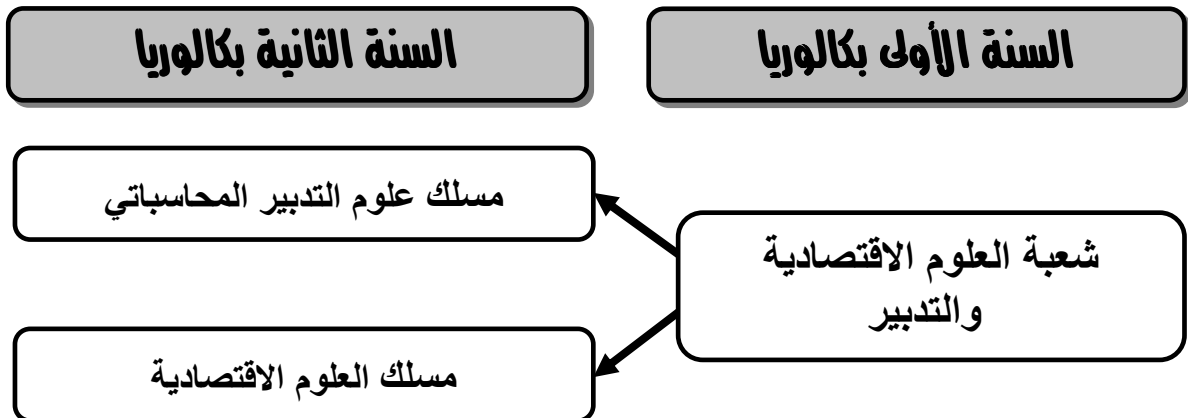 السنة الأولى بكالوريا
السنة الثانية بكالوريا
شعبة العلوم الاقتصادية
والتدبير
مسلك علوم التدبير المحاسباتي
مسلك العلوم الاقتصادية